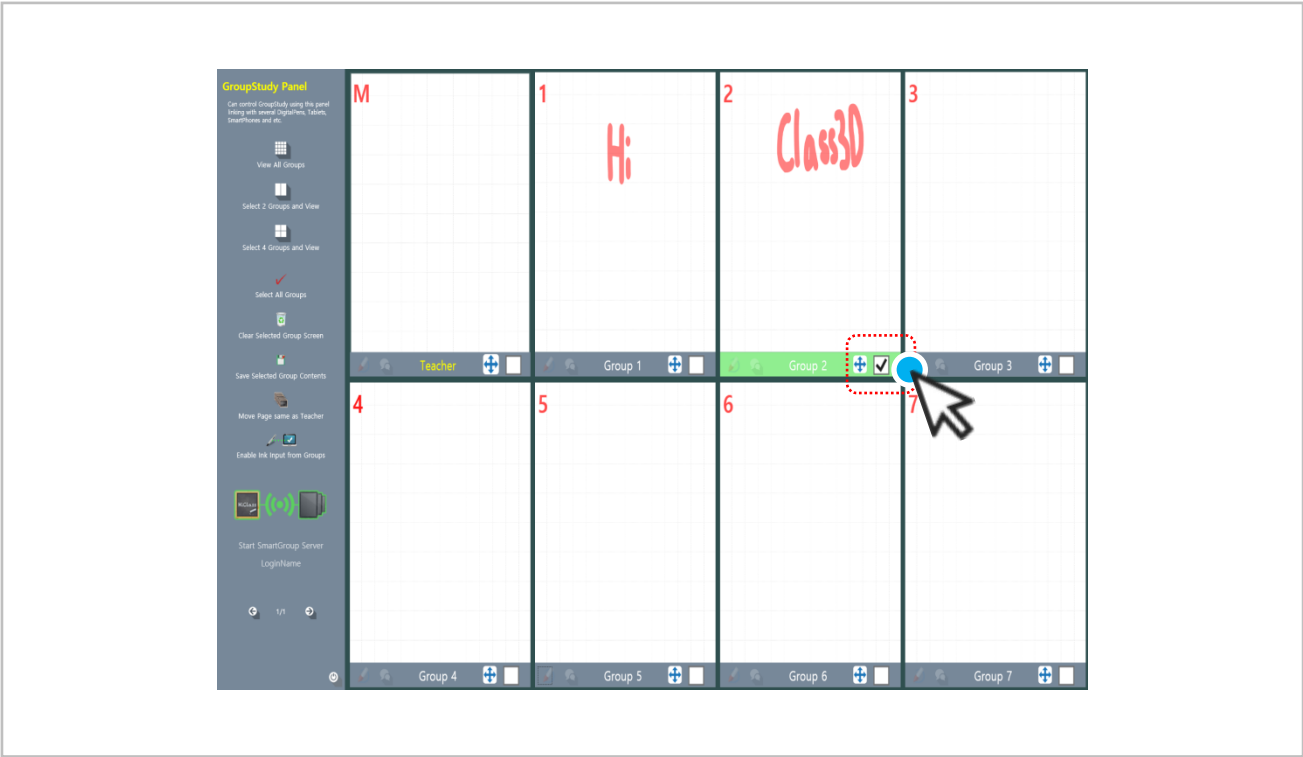 GroupStudy Panel
Can control GroupStudy using this panel
linking with several DigitalPens, Tablets,
SmartPhones and etc.
View All Groups
Select 2 Groups and View
Select 4 Groups and View
Select All Groups
Clear Selected Group Screen
Save Selected Group Contents
Move Page same as Teacher
Enable Ink Input from Groups
Start SmartGroup Server
LoginName
1/1
M
1
2
3
Hi
Class3D
Teacher
Group 1
Group 2
Group 3
4
5
6
7
Group 4
Group 5
Group 6
Group 7